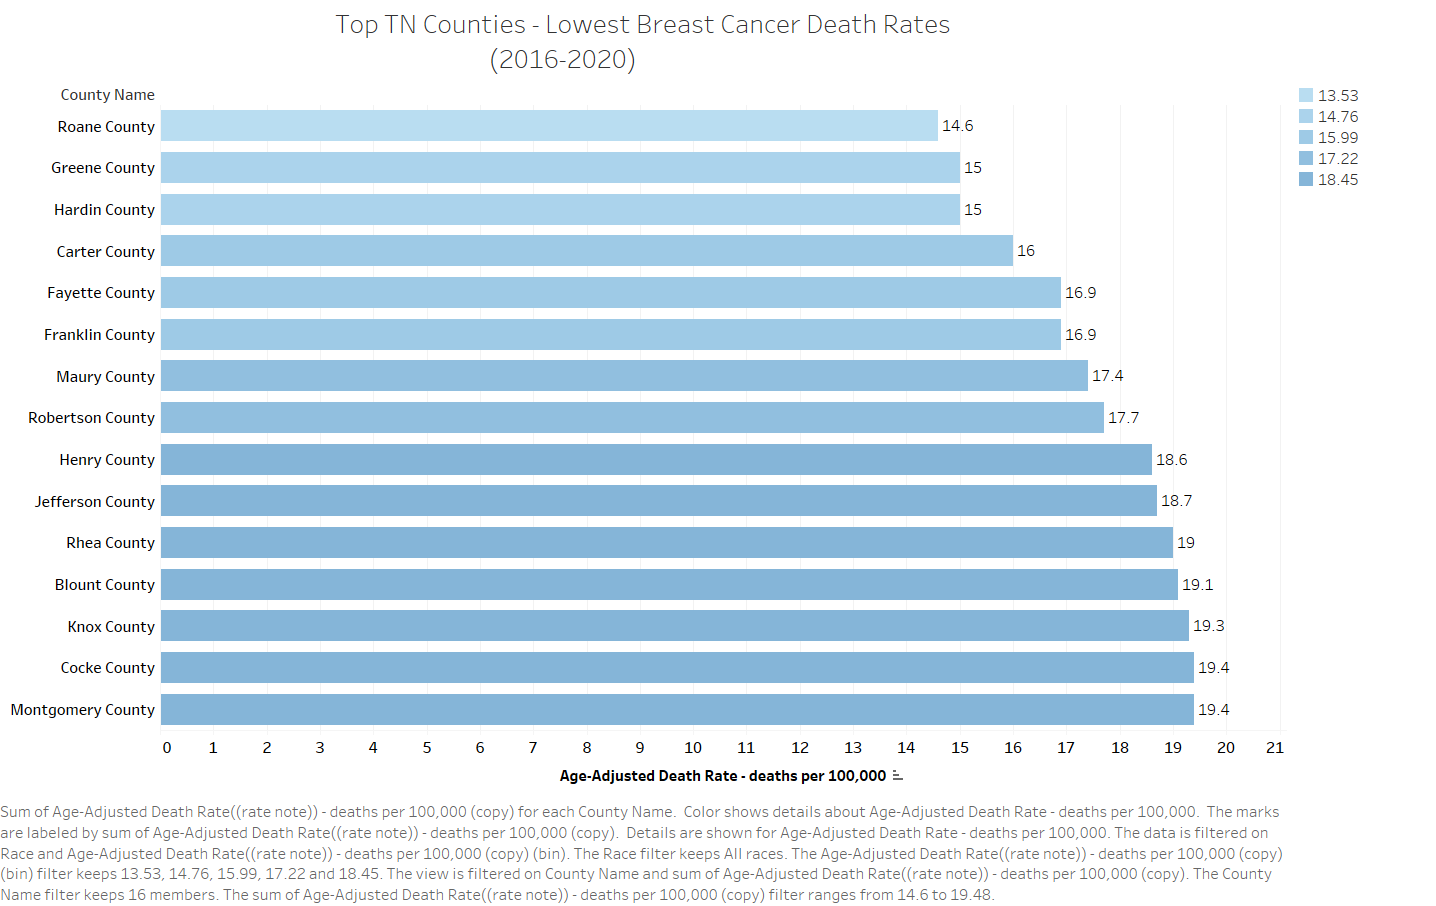 Top TN Counties - Lowest Breast Cancer Death Rates
(2016-2020)
County Name
Roane County 14.6
Greene County 15
Hardin County 15
Carter County 16
Fayette County 16.9
Franklin County 16.9
Maury County 17.4
Robertson County 17.7
Henry County 18.6
Jefferson County 18.7
Rhea County 19
Blount County 19.1
Knox County 19.3
Cocke County 19.4
Montgomery County 19.4
0 1 2 3 4 5 6 7 8 9 10 11 12 13 14 15 16 17 18 19 20 21
Age-Adjusted Death Rate - deaths per 100,000
13.53
14.76
15.99
17.22
18.45
Sum of Age-Adjusted Death Rate((rate note)) - deaths per 100,000 (copy) for each County Name.  Color shows details about Age-Adjusted Death Rate - deaths per 100,000.  The marks
are labeled by sum of Age-Adjusted Death Rate((rate note)) - deaths per 100,000 (copy).  Details are shown for Age-Adjusted Death Rate - deaths per 100,000. The data is filtered on
Race and Age-Adjusted Death Rate((rate note)) - deaths per 100,000 (copy) (bin). The Race filter keeps All races. The Age-Adjusted Death Rate((rate note)) - deaths per 100,000 (copy)
(bin) filter keeps 13.53, 14.76, 15.99, 17.22 and 18.45. The view is filtered on County Name and sum of Age-Adjusted Death Rate((rate note)) - deaths per 100,000 (copy). The County
Name filter keeps 16 members. The sum of Age-Adjusted Death Rate((rate note)) - deaths per 100,000 (copy) filter ranges from 14.6 to 19.48.